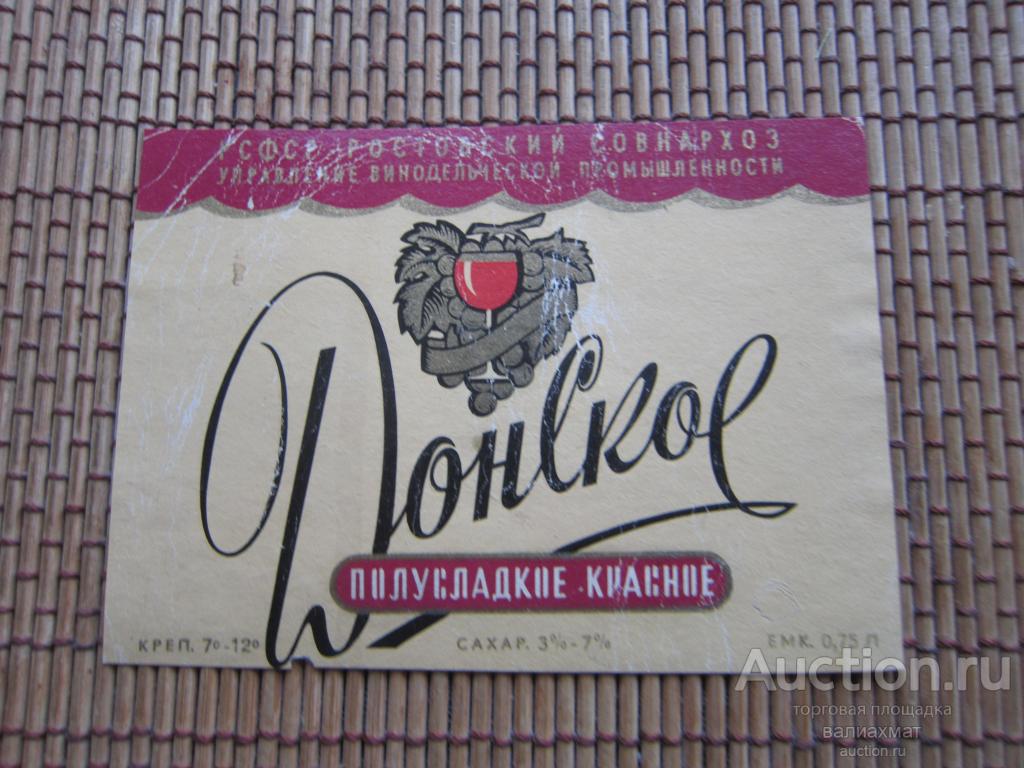 РСФСР РОСТОВСКИЙ СОВНАРХОЗ
УПРАВЛЕНИЕ ВИНОДЕЛЬЧЕСКОЙ ПРОМЫШЛЕННОСТИ
Донское
ПОЛУСЛАДКОЕ КРАСНОЕ
КРЕП. 7°-12° САХАР. 3%-7% ЕМК. 0,75 Л
Auction.ru
торговая площадка
валиахмат
auction.ru